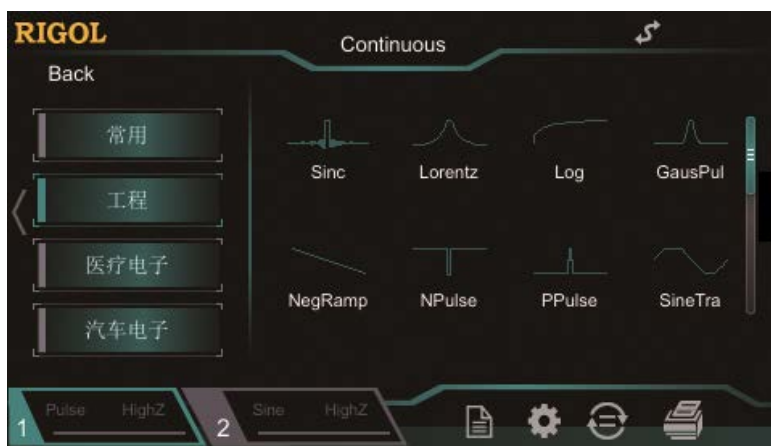 RIGOL
Continuous
Back
常用
工程
医疗电子
汽车电子
Sinc Lorentz Log GausPul
NegRamp NPulse PPulse SineTra
1 Pulse HighZ 2 Sine HighZ